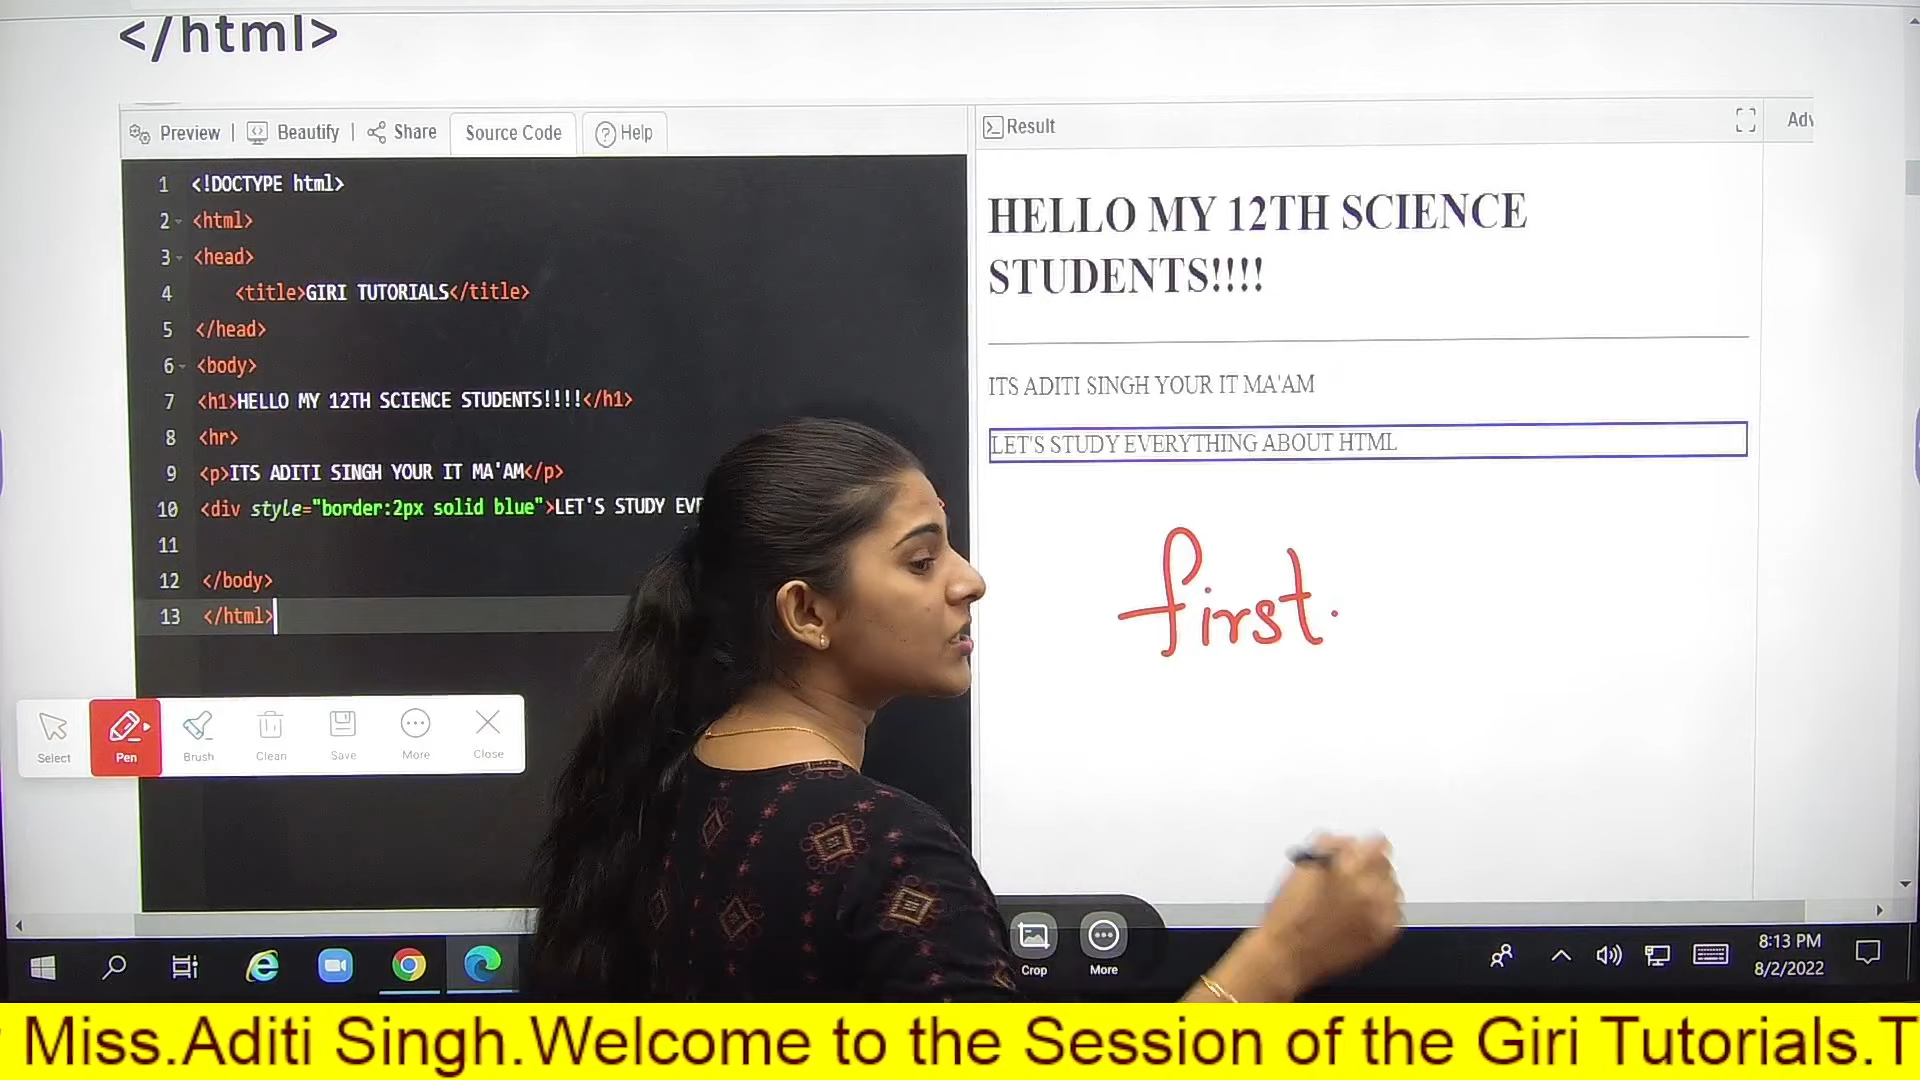 </html>
Preview | Beautify | Share Source Code Help
1 <!DOCTYPE html>
2 <html>
3 <head>
4 <title>GIRI TUTORIALS</title>
5 </head>
6 <body>
7 <h1>HELLO MY 12TH SCIENCE STUDENTS!!!!</h1>
8 <hr>
9 <p>ITS ADITI SINGH YOUR IT MA'AM</p>
10 <div style="border:2px solid blue">LET'S STUDY
11
12 </body>
13 </html>
Result
Adv
HELLO MY 12TH SCIENCE
STUDENTS!!!!
ITS ADITI SINGH YOUR IT MA'AM
LET'S STUDY EVERYTHING ABOUT HTML
first.
Select Pen Brush Clean Save More Close
Crop More
8:13 PM
8/2/2022
Miss.Aditi Singh.Welcome to the Session of the Giri Tutorials.T